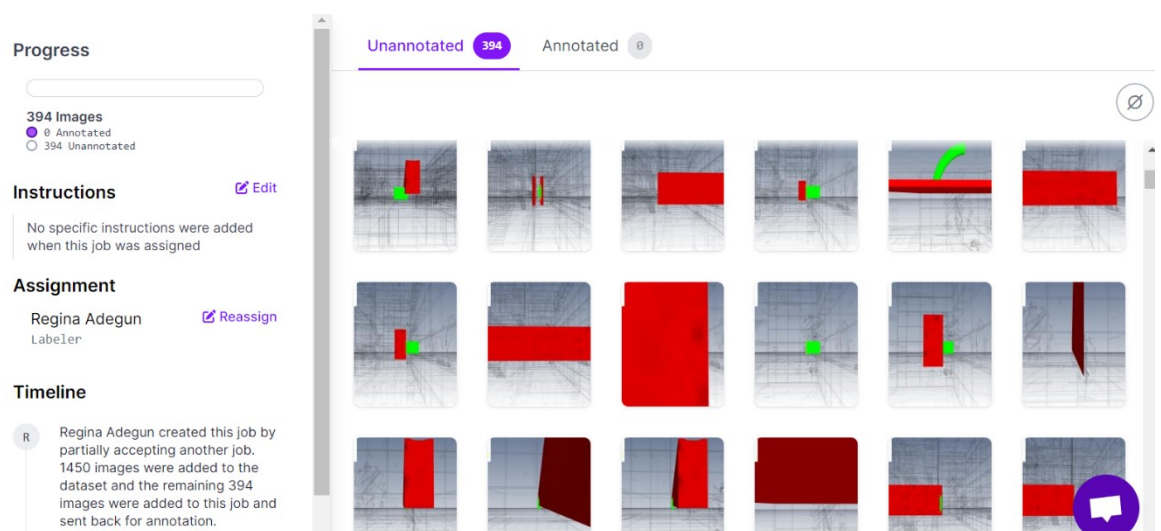 Progress
394 Images
0 Annotated
394 Unannotated
Instructions
Edit
No specific instructions were added
when this job was assigned
Assignment
Regina Adegun
Reassign
Labeler
Timeline
R
Regina Adegun created this job by
partially accepting another job.
1450 images were added to the
dataset and the remaining 394
images were added to this job and
sent back for annotation.
Unannotated 394 Annotated 0